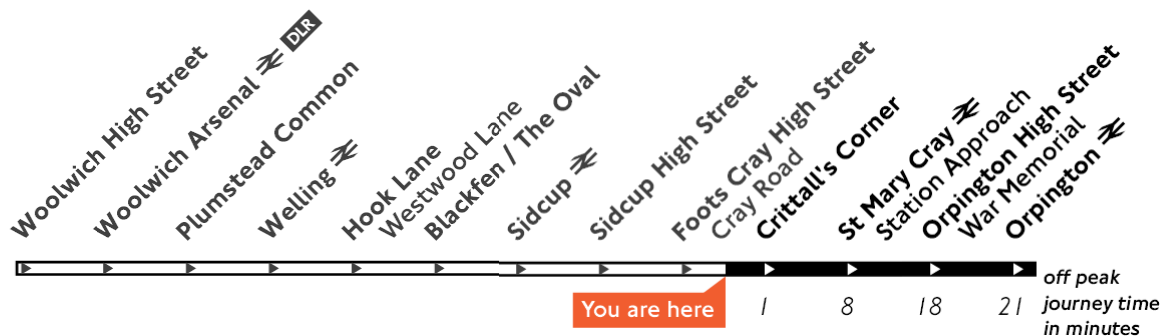 Woolwich High Street
Woolwich Arsenal DLR
Plumstead Common
Welling
Hook Lane
Westwood Lane
Blackfen / The Oval
Sidcup
Sidcup High Street
Foots Cray High Street
Cray Road
Crittall's Corner
St Mary Cray
Station Approach
Orpington High Street
War Memorial
Orpington
You are here
1 8 18 21
off peak
journey time
in minutes